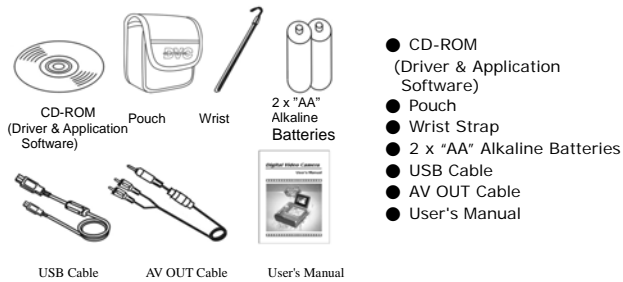 DVC
CD-ROM
(Driver & Application
Software)
Pouch
Wrist
2 x "AA"
Alkaline
Batteries
Digital Video Camera
User's Manual
USB Cable
AV OUT Cable
User's Manual
● CD-ROM
(Driver & Application
Software)
● Pouch
● Wrist Strap
● 2 x “AA” Alkaline Batteries
● USB Cable
● AV OUT Cable
● User's Manual